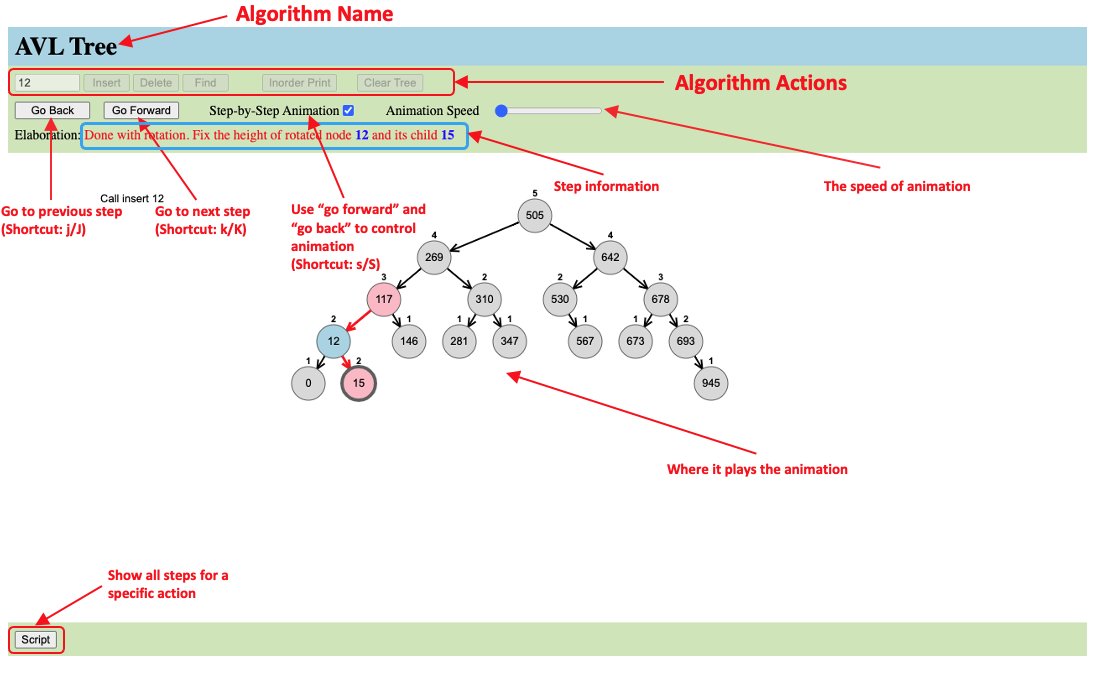 Algorithm Name
AVL Tree
12 Insert Delete Find Inorder Print Clear Tree
Algorithm Actions
Go Back Go Forward Step-by-Step Animation Animation Speed
Elaboration: Done with rotation. Fix the height of rotated node 12 and its child 15
Step information
The speed of animation
Call insert 12
Go to previous step
(Shortcut: j/J)
Go to next step
(Shortcut: k/K)
Use “go forward” and
“go back” to control
animation
(Shortcut: s/S)
5
505
4 4
269 642
3 2 2 3
117 310 530 678
2 1 1 1 1 1 2
12 146 281 347 567 673 693
1 2 1
0 15 945
Where it plays the animation
Show all steps for a
specific action
Script